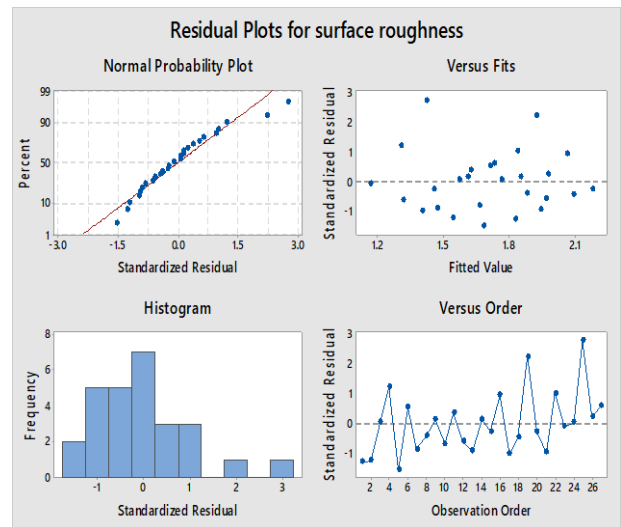 Residual Plots for surface roughness
Normal Probability Plot
Percent
99
90
50
10
1
-3.0 -1.5 0.0 1.5 3.0
Standardized Residual
Versus Fits
Standardized Residual
3
2
1
0
-1
1.2 1.5 1.8 2.1
Fitted Value
Histogram
Frequency
8
6
4
2
0
-1 0 1 2 3
Standardized Residual
Versus Order
Standardized Residual
3
2
1
0
-1
2 4 6 8 10 12 14 16 18 20 22 24 26
Observation Order